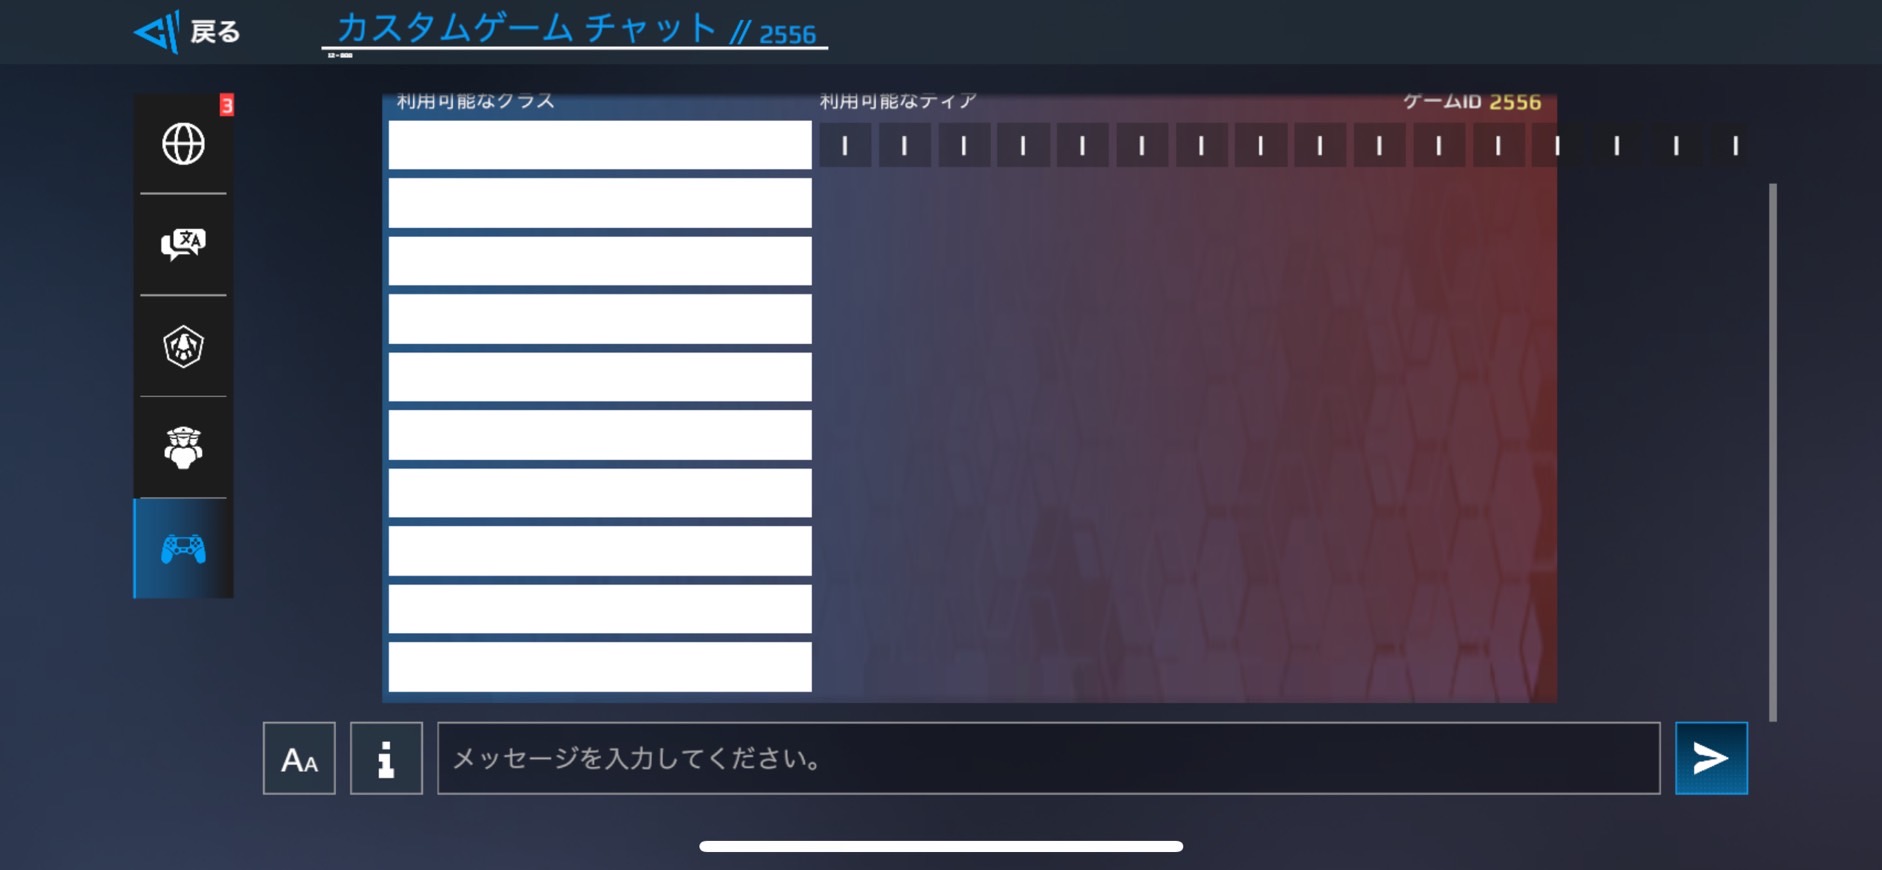 戻る
カスタムゲーム チャット // 2556
3
利用可能なクラス 利用可能なティア ゲームID 2556
I I I I I I I I I I I I I I I I
AA メッセージを入力してください。